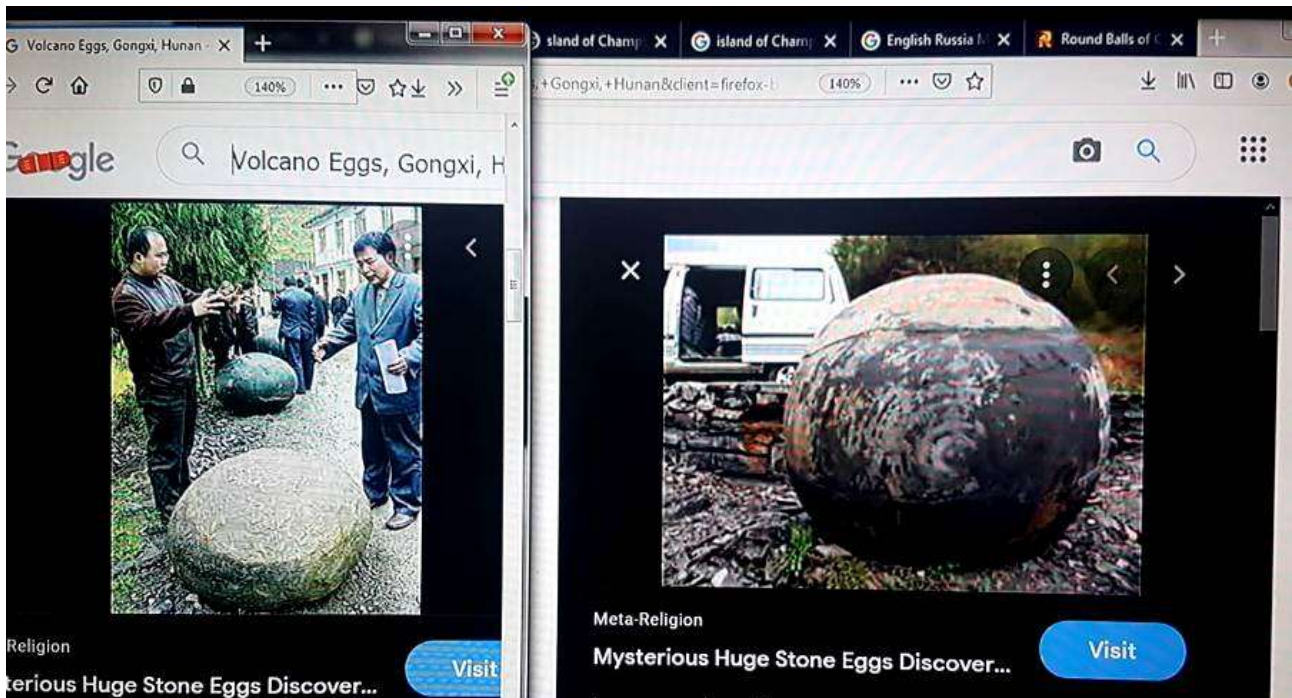 Volcano Eggs, Gongxi, Hunan -
sland of Champ
island of Cham
English Russia
Round Balls of
140%
,+Gongxi,+Hunan&client=firefox-b
140%
Google
Volcano Eggs, Gongxi, H
Religion
terious Huge Stone Eggs Discover...
Visit
Meta-Religion
Mysterious Huge Stone Eggs Discover...
Visit